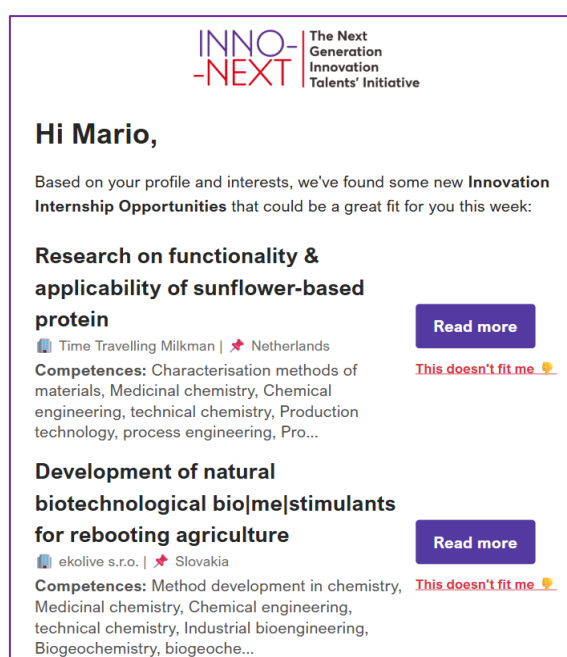 INNO-
-NEXT
The Next
Generation
Innovation
Talents' Initiative
Hi Mario,
Based on your profile and interests, we've found some new Innovation
Internship Opportunities that could be a great fit for you this week:
Research on functionality &
applicability of sunflower-based
protein
Time Travelling Milkman | Netherlands
Competences: Characterisation methods of
materials, Medicinal chemistry, Chemical
engineering, technical chemistry, Production
technology, process engineering, Pro...
Read more
This doesn't fit me
Development of natural
biotechnological bio|me|stimulants
for rebooting agriculture
ekolive s.r.o. | Slovakia
Competences: Method development in chemistry,
Medicinal chemistry, Chemical engineering,
technical chemistry, Industrial bioengineering,
Biogeochemistry, biogeoche...
Read more
This doesn't fit me